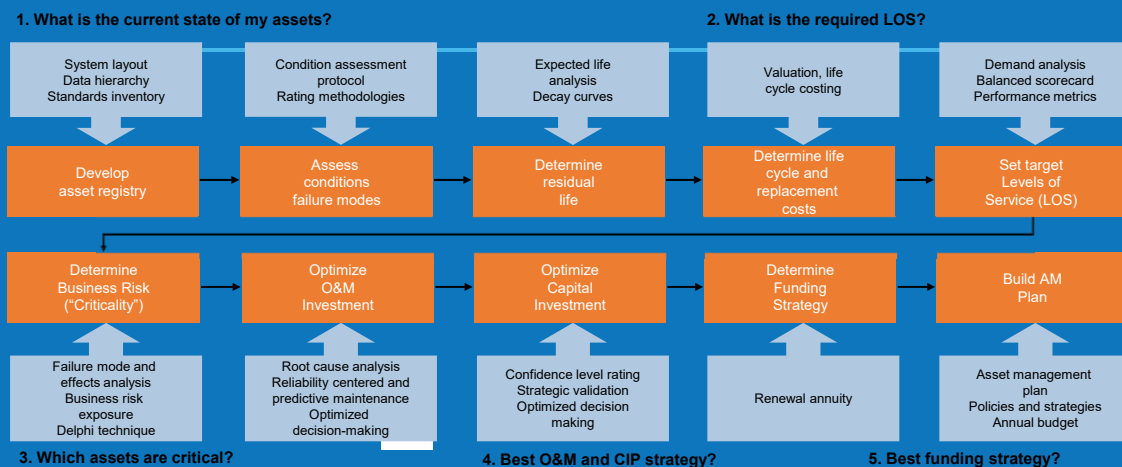 1. What is the current state of my assets?
2. What is the required LOS?
System layout
Data hierarchy
Standards inventory
Condition assessment
protocol
Rating methodologies
Expected life
analysis
Decay curves
Valuation, life
cycle costing
Demand analysis
Balanced scorecard
Performance metrics
Develop
asset registry
Assess
conditions
failure modes
Determine
residual
life
Determine life
cycle and
replacement
costs
Set target
Levels of
Service (LOS)
Determine
Business Risk
(“Criticality”)
Optimize
O&M
Investment
Optimize
Capital
Investment
Determine
Funding
Strategy
Build AM
Plan
Failure mode and
effects analysis
Business risk
exposure
Delphi technique
Root cause analysis
Reliability centered and
predictive maintenance
Optimized
decision-making
Confidence level rating
Strategic validation
Optimized decision
making
Renewal annuity
Asset management
plan
Policies and strategies
Annual budget
3. Which assets are critical?
4. Best O&M and CIP strategy?
5. Best funding strategy?